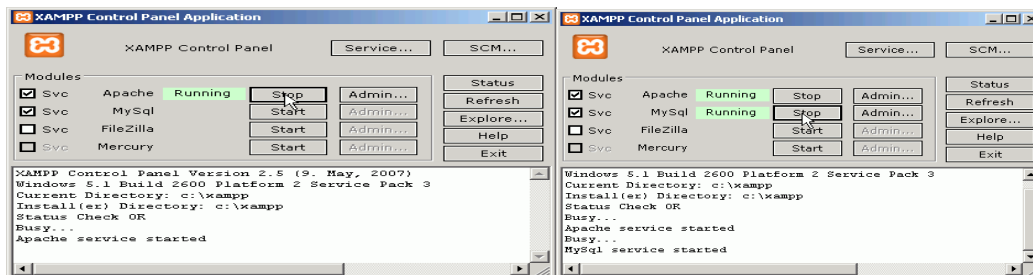 XAMPP Control Panel Application
XAMPP Control Panel Service... SCM...
Modules
Svc Apache Running Stop Admin...
Svc MySql Start Admin...
Svc FileZilla Start Admin...
Svc Mercury Start Admin...
Status
Refresh
Explore...
Help
Exit
XAMPP Control Panel Version 2.5 (9. May, 2007)
Windows 5.1 Build 2600 Platform 2 Service Pack 3
Current Directory: c:\xampp
Install(er) Directory: c:\xampp
Status Check OK
Busy...
Apache service started
XAMPP Control Panel Application
XAMPP Control Panel Service... SCM...
Modules
Svc Apache Running Stop Admin...
Svc MySql Running Stop Admin...
Svc FileZilla Start Admin...
Svc Mercury Start Admin...
Status
Refresh
Explore...
Help
Exit
Windows 5.1 Build 2600 Platform 2 Service Pack 3
Current Directory: c:\xampp
Install(er) Directory: c:\xampp
Status Check OK
Busy...
Apache service started
Busy...
MySql service started